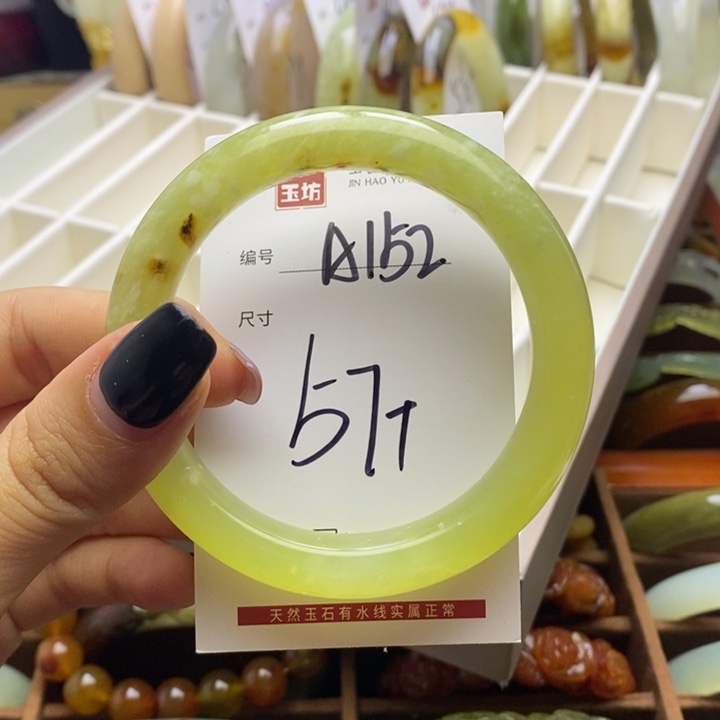 玉坊
JIN HAO YU
编号 A152
尺寸
57+
天然玉石有水线实属正常